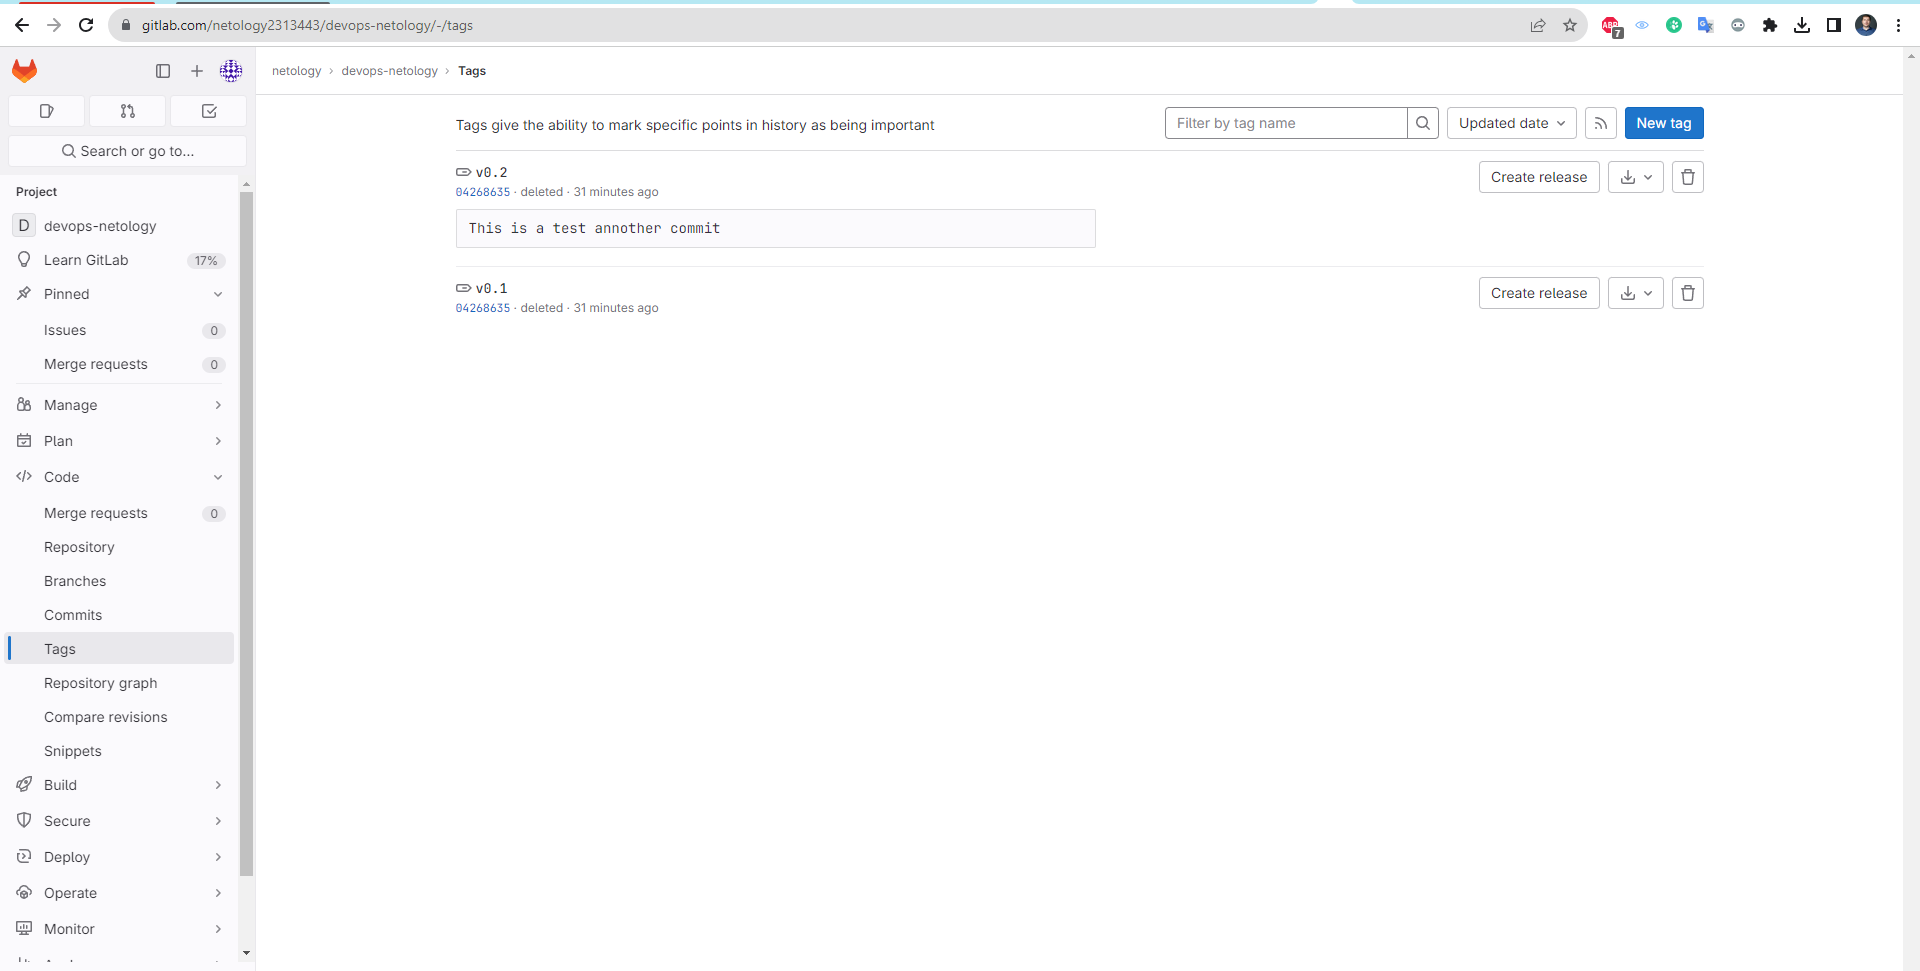 gitlab.com/netology2313443/devops-netology/-/tags
ABP
7
netology › devops-netology › Tags
Search or go to...
Project
D devops-netology
Learn GitLab 17%
Pinned
Issues 0
Merge requests 0
Manage
Plan
Code
Merge requests 0
Repository
Branches
Commits
Tags
Repository graph
Compare revisions
Snippets
Build
Secure
Deploy
Operate
Monitor
Tags give the ability to mark specific points in history as being important
Filter by tag name
Updated date
New tag
v0.2
04268635 · deleted · 31 minutes ago
This is a test annother commit
Create release
v0.1
04268635 · deleted · 31 minutes ago
Create release